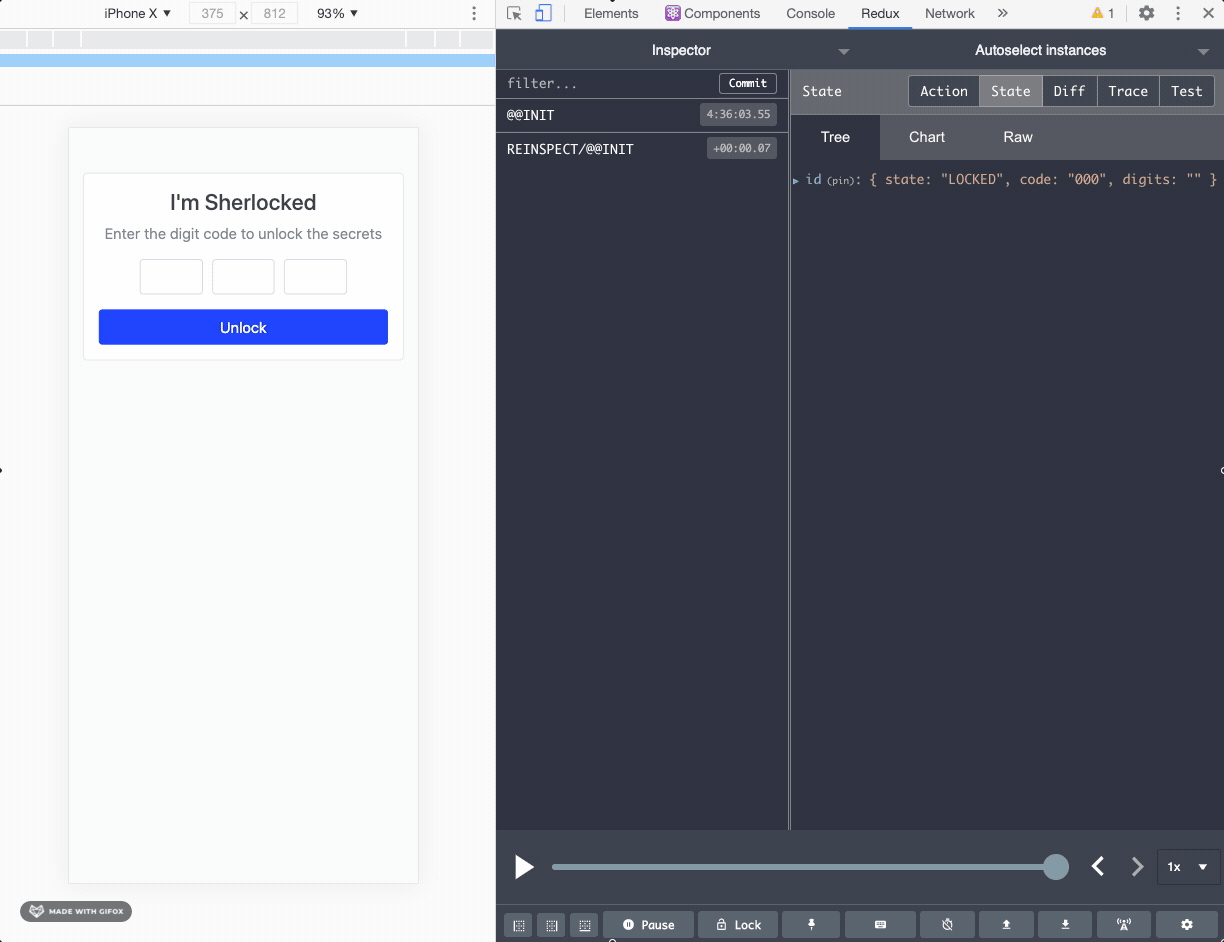 iPhone X ▼ 375 × 812 93% ▼
Elements Components Console Redux Network » 1
Inspector Autoselect instances
filter... Commit
State Action State Diff Trace Test
@@INIT 4:36:03.55
Tree Chart Raw
REINSPECT/@@INIT +00:00.07
▶ id (pin): { state: "LOCKED", code: "000", digits: "" }
I'm Sherlocked
Enter the digit code to unlock the secrets
Unlock
1x
MADE WITH GIFOX
Pause Lock